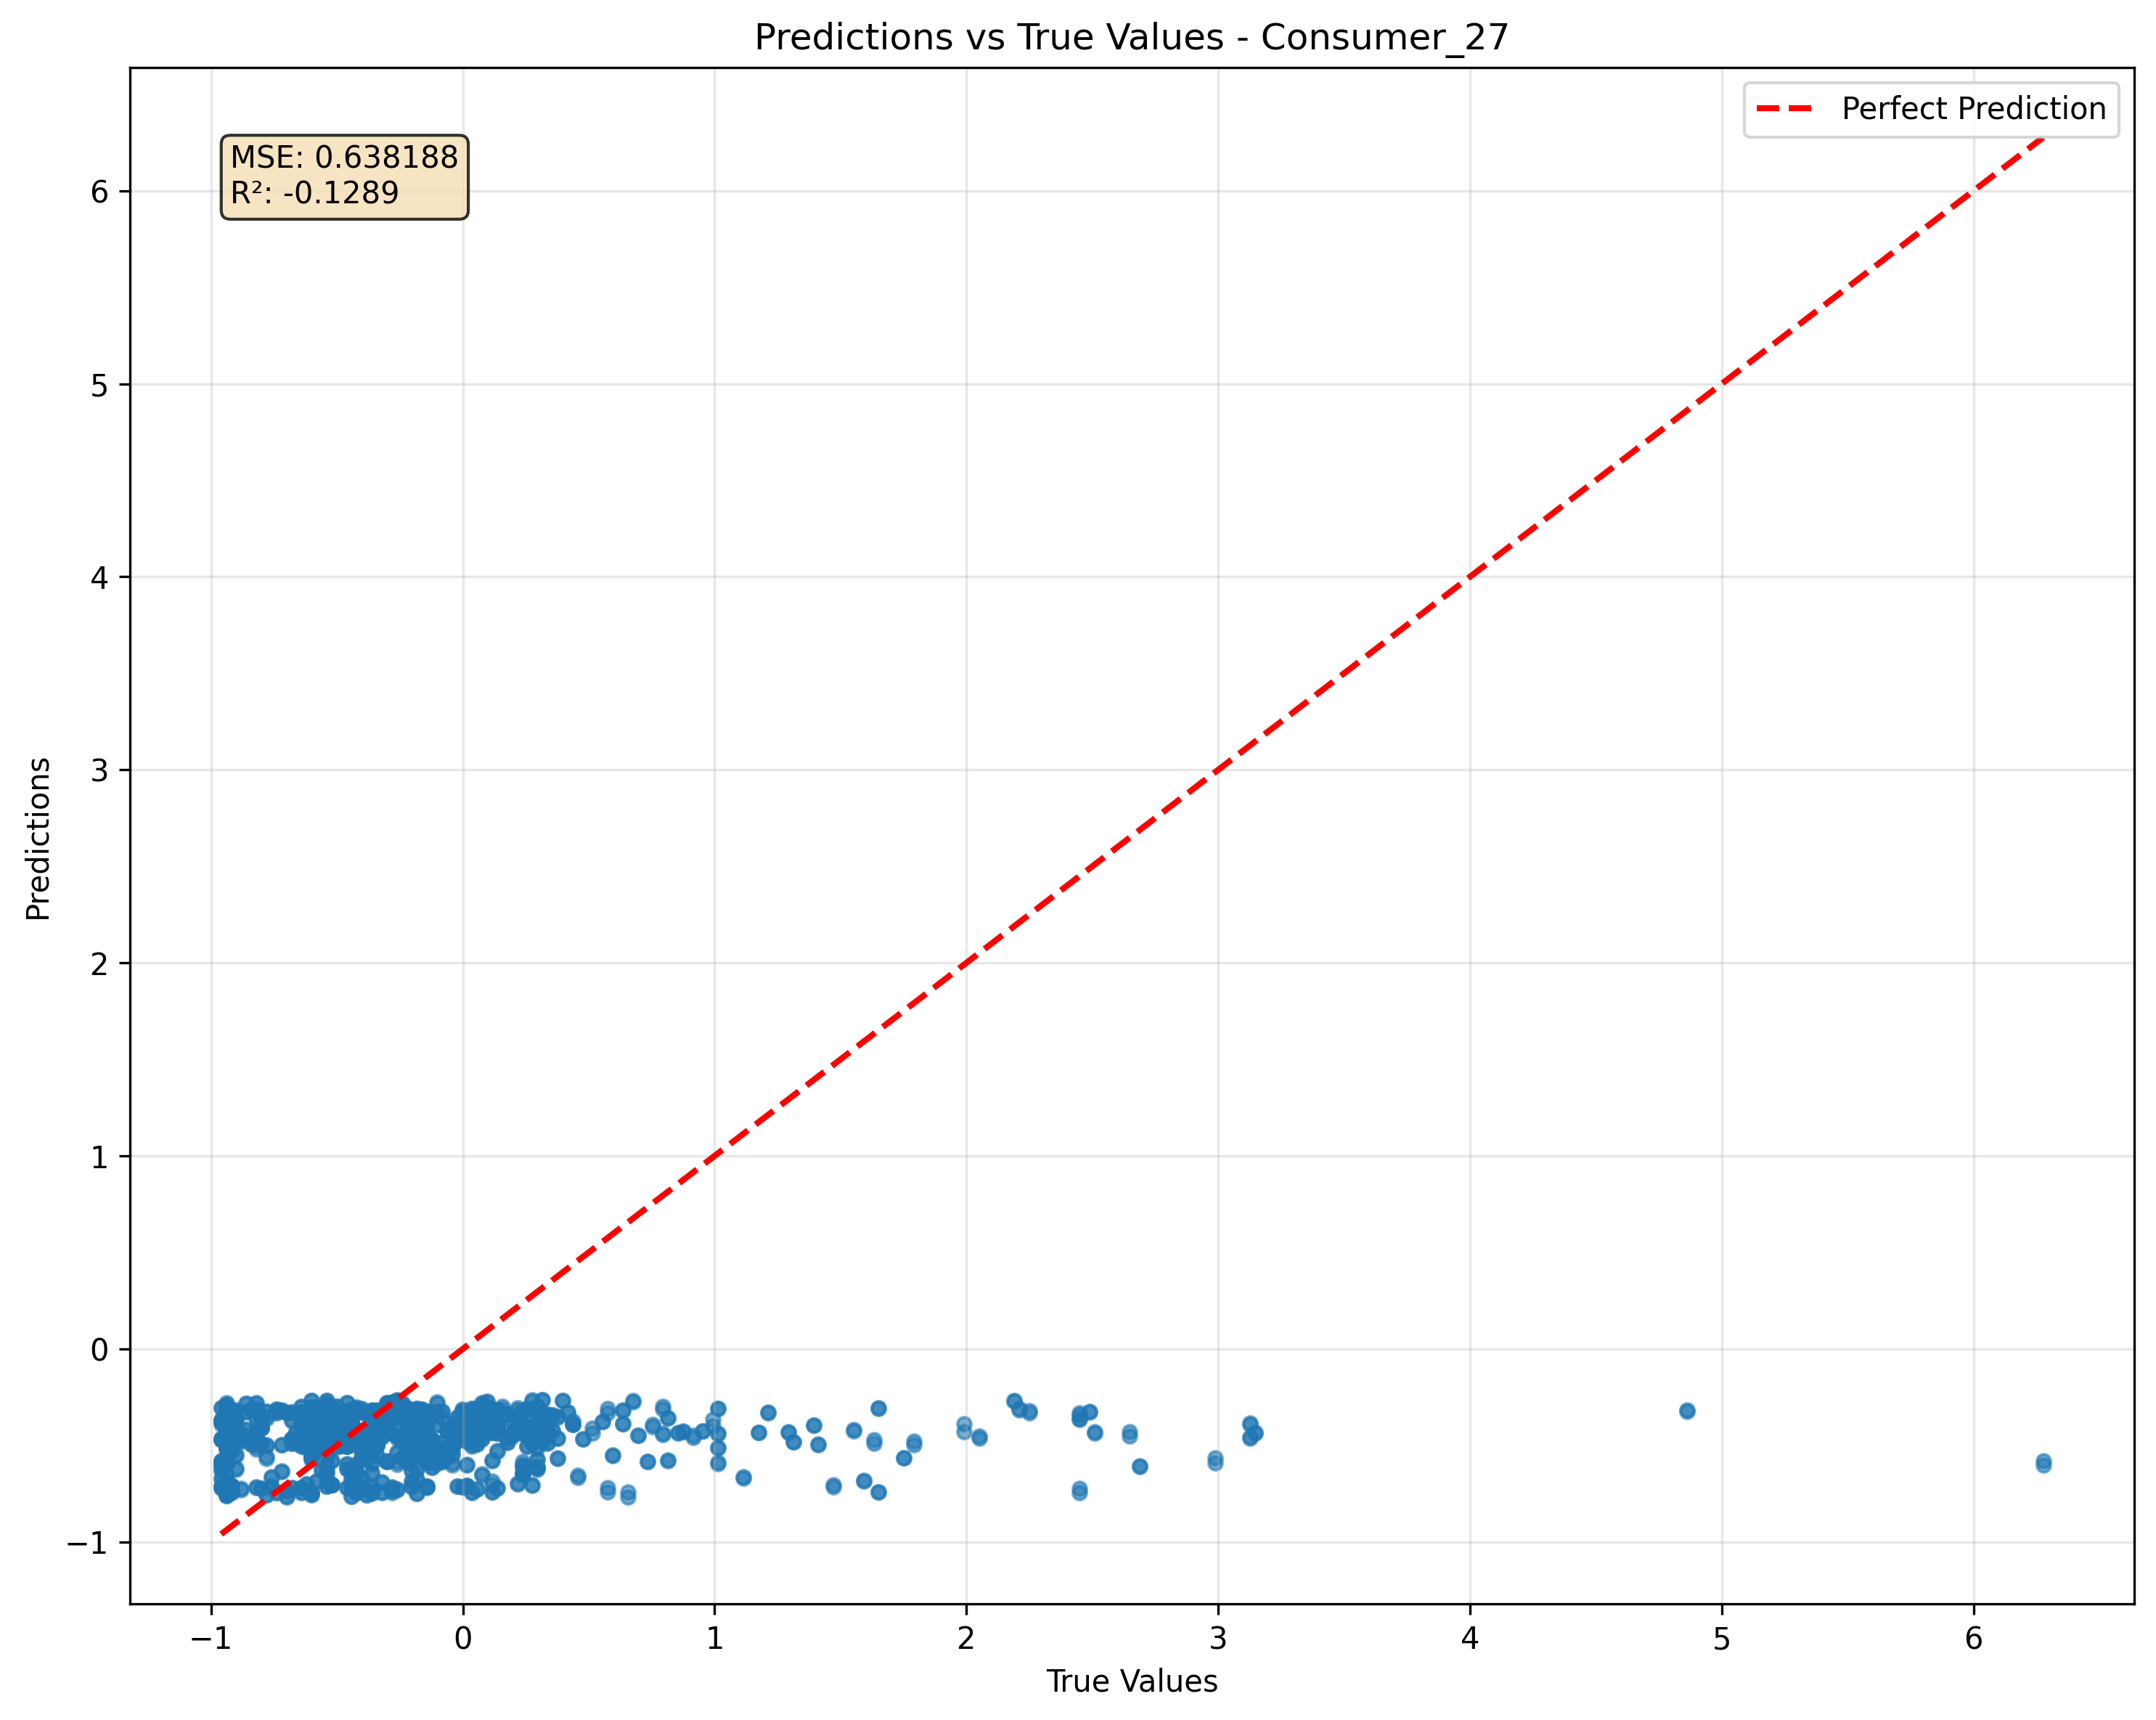 Predictions vs True Values - Consumer_27
Perfect Prediction
MSE: 0.638188
R²: -0.1289
6
5
4
3
2
1
0
−1
Predictions
−1 0 1 2 3 4 5 6
True Values